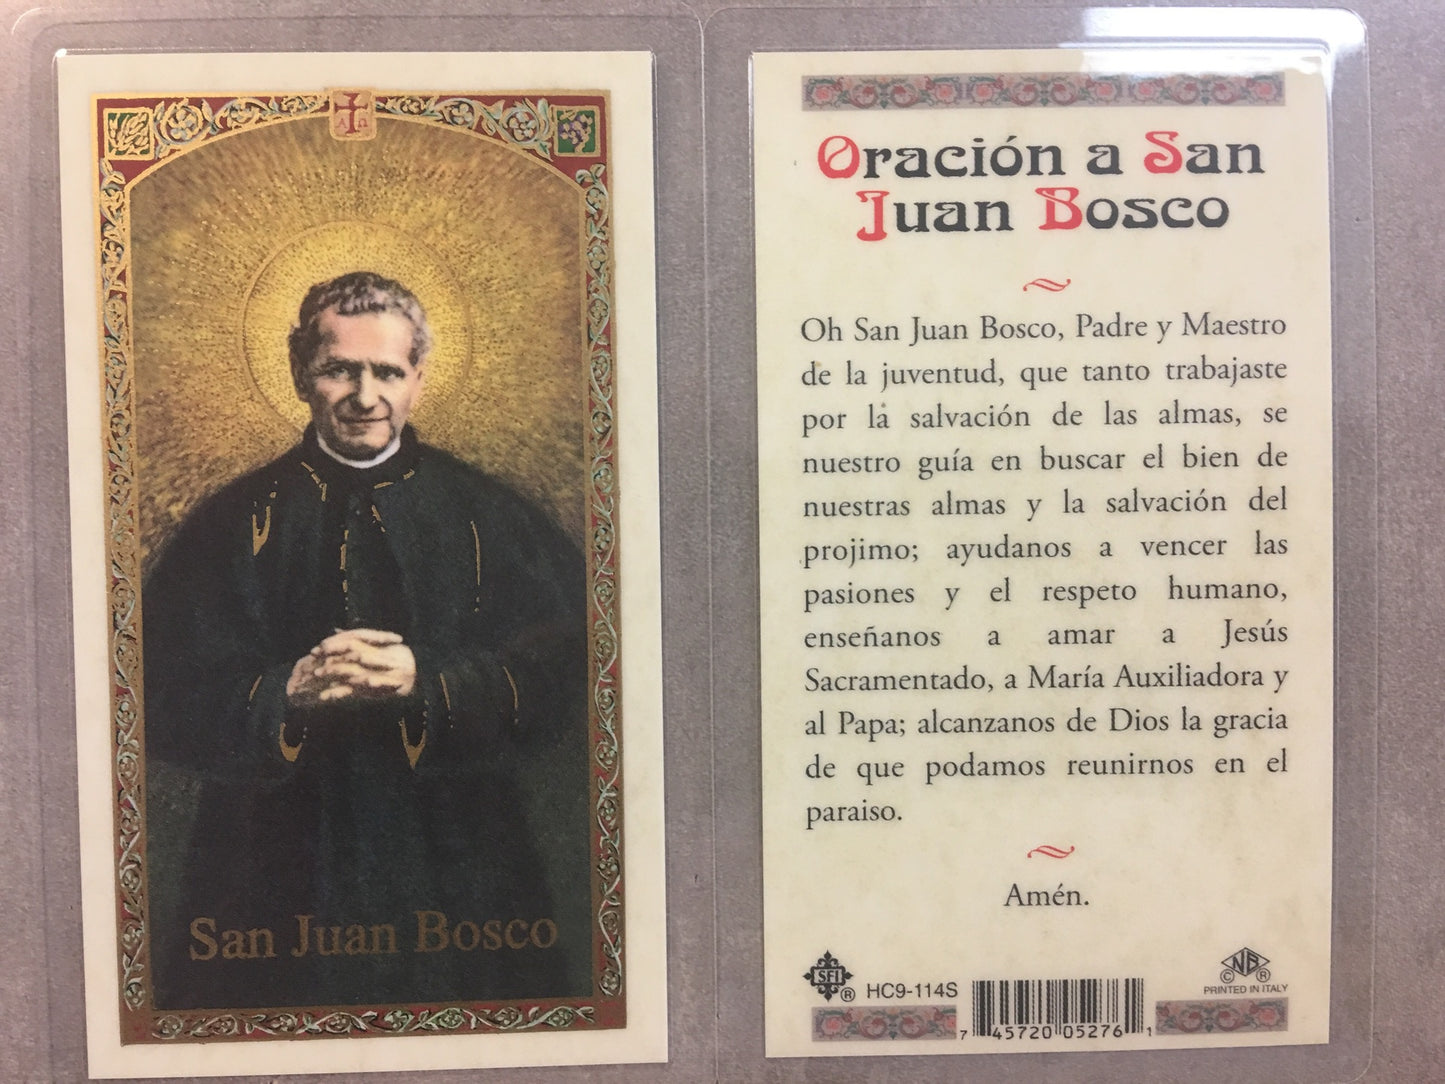 A Ω
San Juan Bosco
Oración a San
Juan Bosco
Oh San Juan Bosco, Padre y Maestro
de la juventud, que tanto trabajaste
por la salvación de las almas, se
nuestro guía en buscar el bien de
nuestras almas y la salvación del
projimo; ayudanos a vencer las
pasiones y el respeto humano,
enseñanos a amar a Jesús
Sacramentado, a María Auxiliadora y
al Papa; alcanzanos de Dios la gracia
de que podamos reunirnos en el
paraiso.
Amén.
SFI ® HC9-114S
NB © ®
PRINTED IN ITALY
7 45720 05276 1